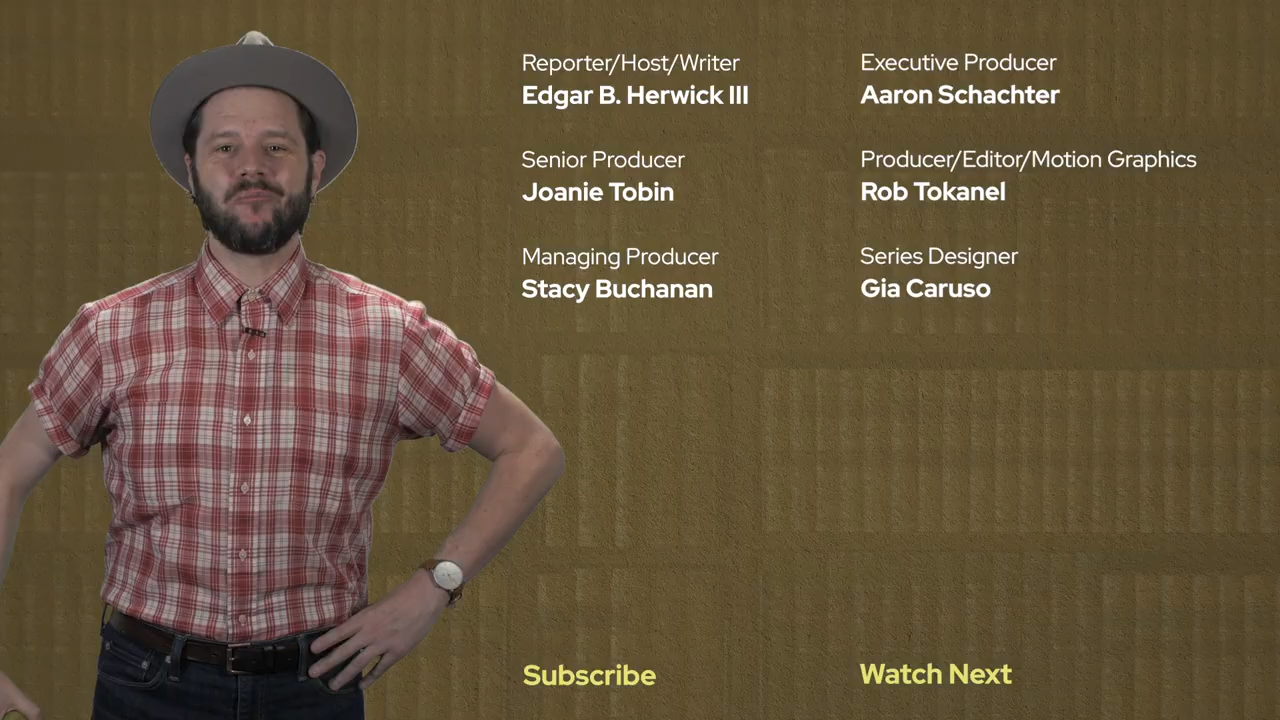 Reporter/Host/Writer
Edgar B. Herwick III
Senior Producer
Joanie Tobin
Managing Producer
Stacy Buchanan
Executive Producer
Aaron Schachter
Producer/Editor/Motion Graphics
Rob Tokanel
Series Designer
Gia Caruso
Subscribe
Watch Next